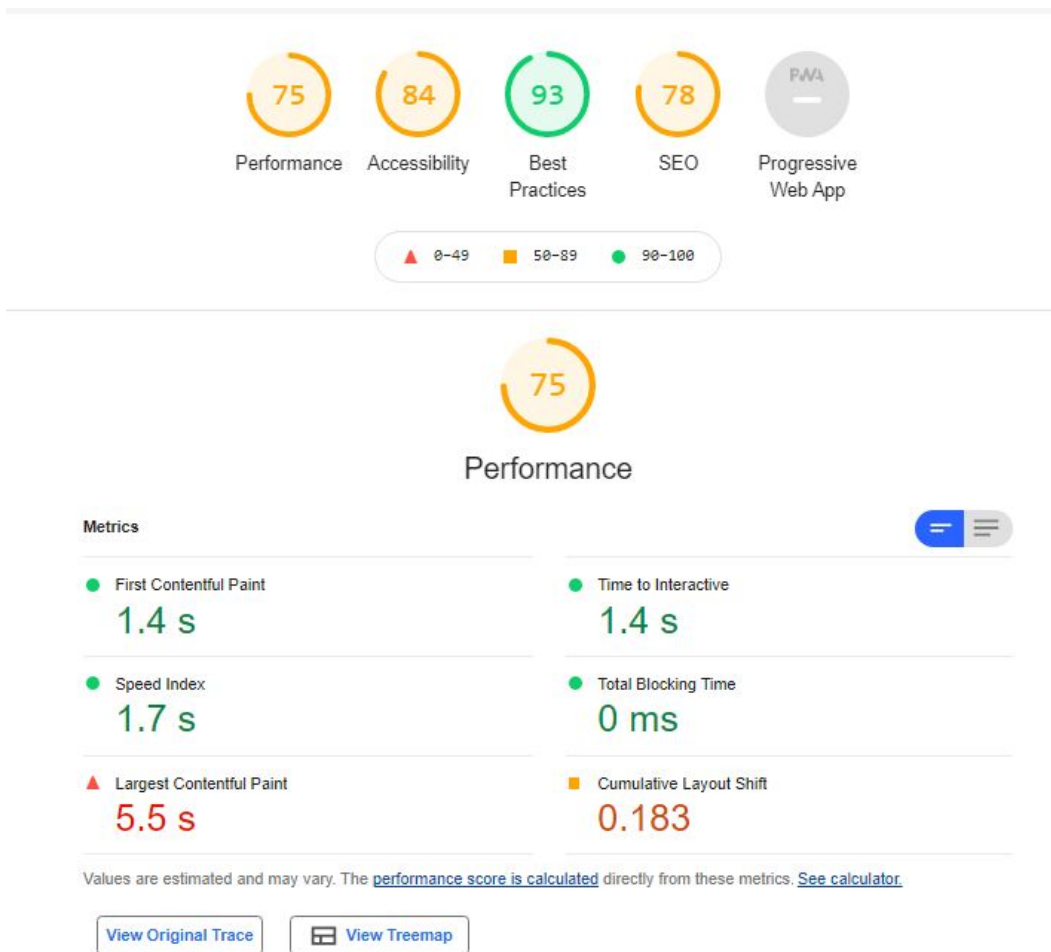 75 84 93 78 PWA
Performance Accessibility Best Practices SEO Progressive Web App
0–49 50–89 90–100
75
Performance
Metrics
First Contentful Paint
1.4 s
Time to Interactive
1.4 s
Speed Index
1.7 s
Total Blocking Time
0 ms
Largest Contentful Paint
5.5 s
Cumulative Layout Shift
0.183
Values are estimated and may vary. The performance score is calculated directly from these metrics. See calculator.
View Original Trace View Treemap